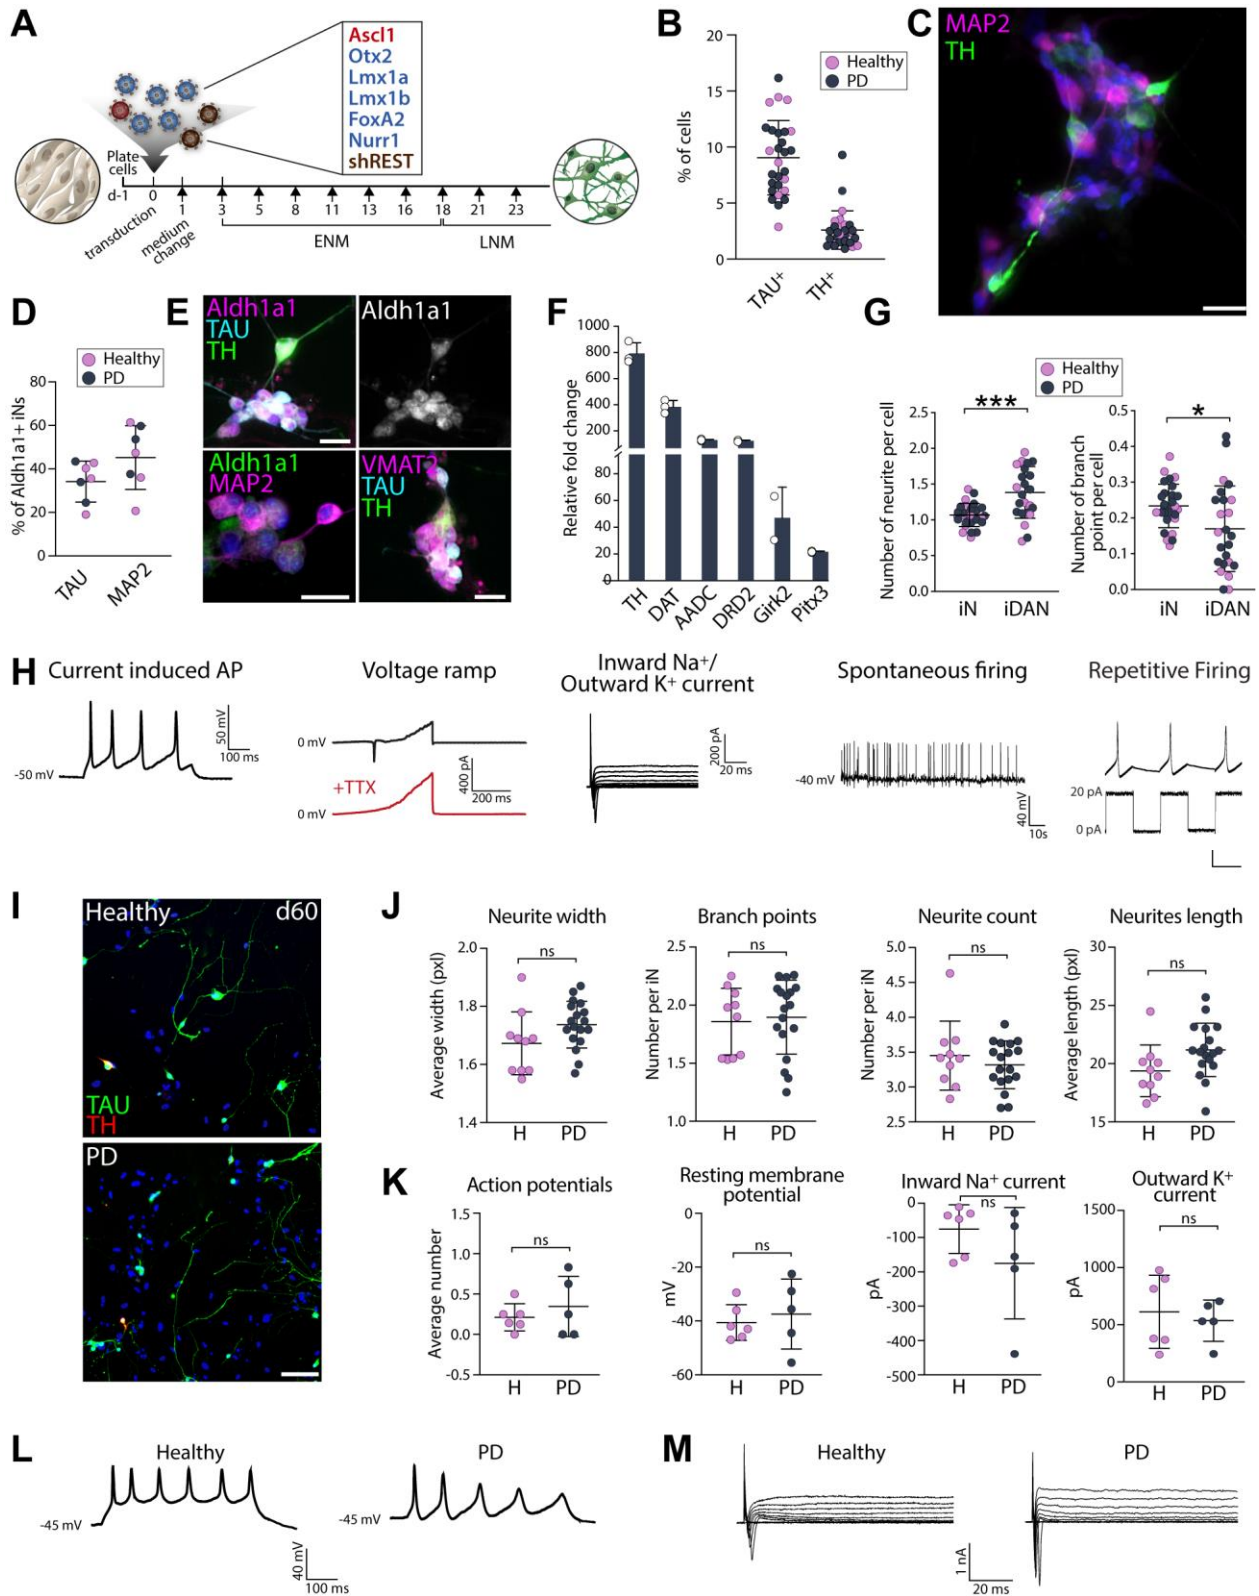 A
Ascl1
Otx2
Lmx1a
Lmx1b
FoxA2
Nurr1
shREST
Plate
cells
d-1 0 1 3 5 8 11 13 16 18 21 23
transduction
medium
change
ENM
LNM
B
% of cells
20
15
10
5
0
Healthy
PD
TAU+
TH+
C
MAP2
TH
D
Healthy
PD
% of Aldh1a1+ iNs
80
60
40
20
0
TAU
MAP2
E
Aldh1a1
TAU
TH
Aldh1a1
Aldh1a1
MAP2
VMAT2
TAU
TH
F
Relative fold change
1000
800
600
400
200
80
60
40
20
0
TH
DAT
AADC
DRD2
Girk2
Pitx3
G
Healthy
PD
Number of neurite per cell
2.5
2.0
1.5
1.0
0.5
0.0
***
iN
iDAN
Number of branch
point per cell
0.5
0.4
0.3
0.2
0.1
0.0
*
iN
iDAN
H
Current induced AP
50 mV
100 ms
-50 mV
Voltage ramp
0 mV
+TTX
0 mV
400 pA
200 ms
Inward Na+/
Outward K+ current
200 pA
20 ms
Spontaneous firing
-40 mV
40 mV
10s
Repetitive Firing
20 pA
0 pA
I
Healthy
d60
TAU
TH
PD
J
Neurite width
Average width (pxl)
2.0
1.8
1.6
1.4
ns
H
PD
Branch points
Number per iN
2.5
2.0
1.5
1.0
ns
H
PD
Neurite count
Number per iN
5.0
4.5
4.0
3.5
3.0
2.5
ns
H
PD
Neurites length
Average length (pxl)
30
25
20
15
ns
H
PD
K
Action potentials
Average number
1.5
1.0
0.5
0.0
-0.5
ns
H
PD
Resting membrane
potential
mV
0
-20
-40
-60
ns
H
PD
Inward Na+ current
pA
0
-100
-200
-300
-400
-500
ns
H
PD
Outward K+
current
pA
1500
1000
500
0
ns
H
PD
L
Healthy
-45 mV
40 mV
100 ms
PD
-45 mV
M
Healthy
1 nA
20 ms
PD